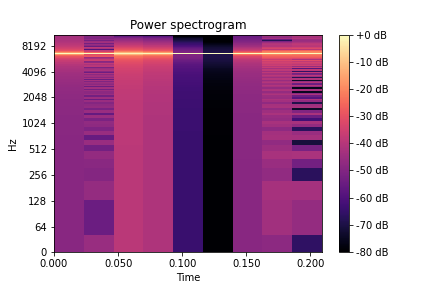 Power spectrogram
Hz
8192
4096
2048
1024
512
256
128
64
0
0.000
0.050
0.100
0.150
0.200
Time
+0 dB
-10 dB
-20 dB
-30 dB
-40 dB
-50 dB
-60 dB
-70 dB
-80 dB